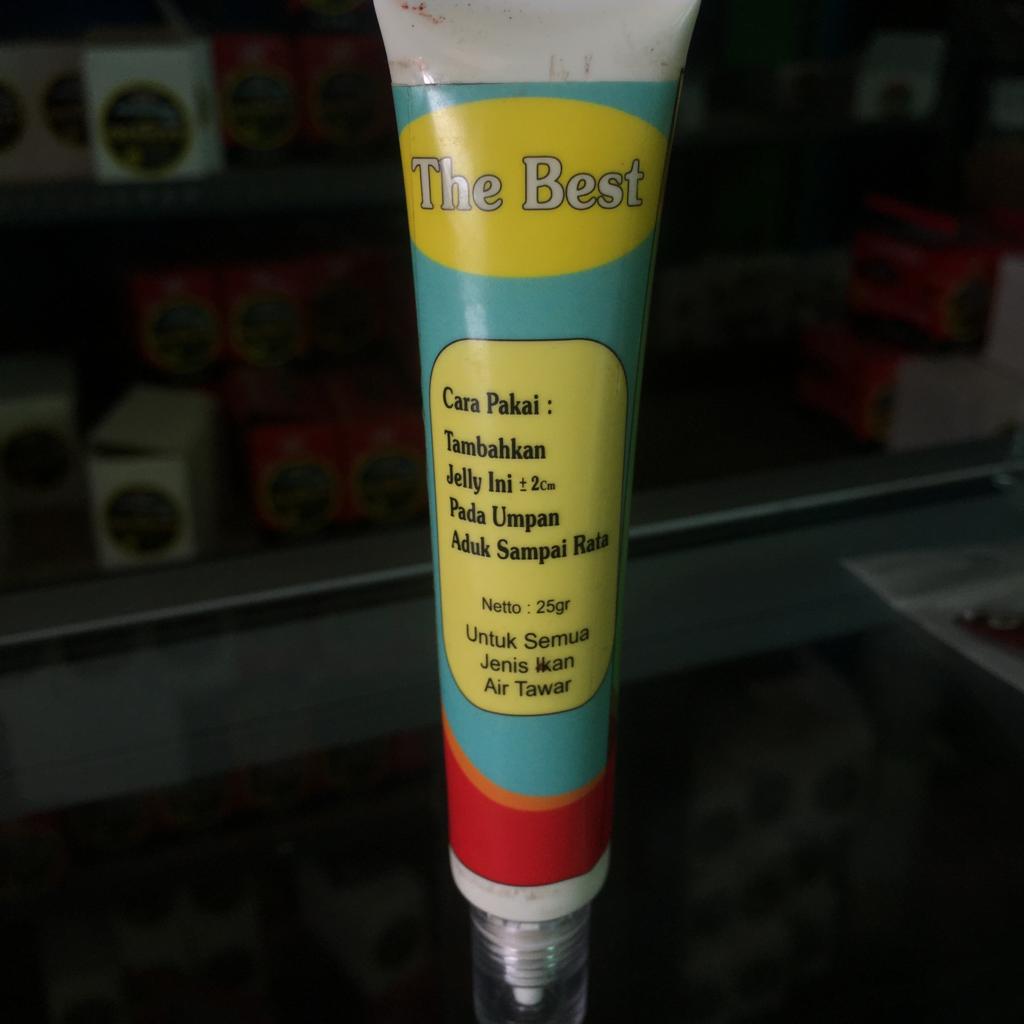 The Best
Cara Pakai :
Tambahkan
Jelly Ini ± 2Cm
Pada Umpan
Aduk Sampai Rata
Netto : 25gr
Untuk Semua
Jenis Ikan
Air Tawar